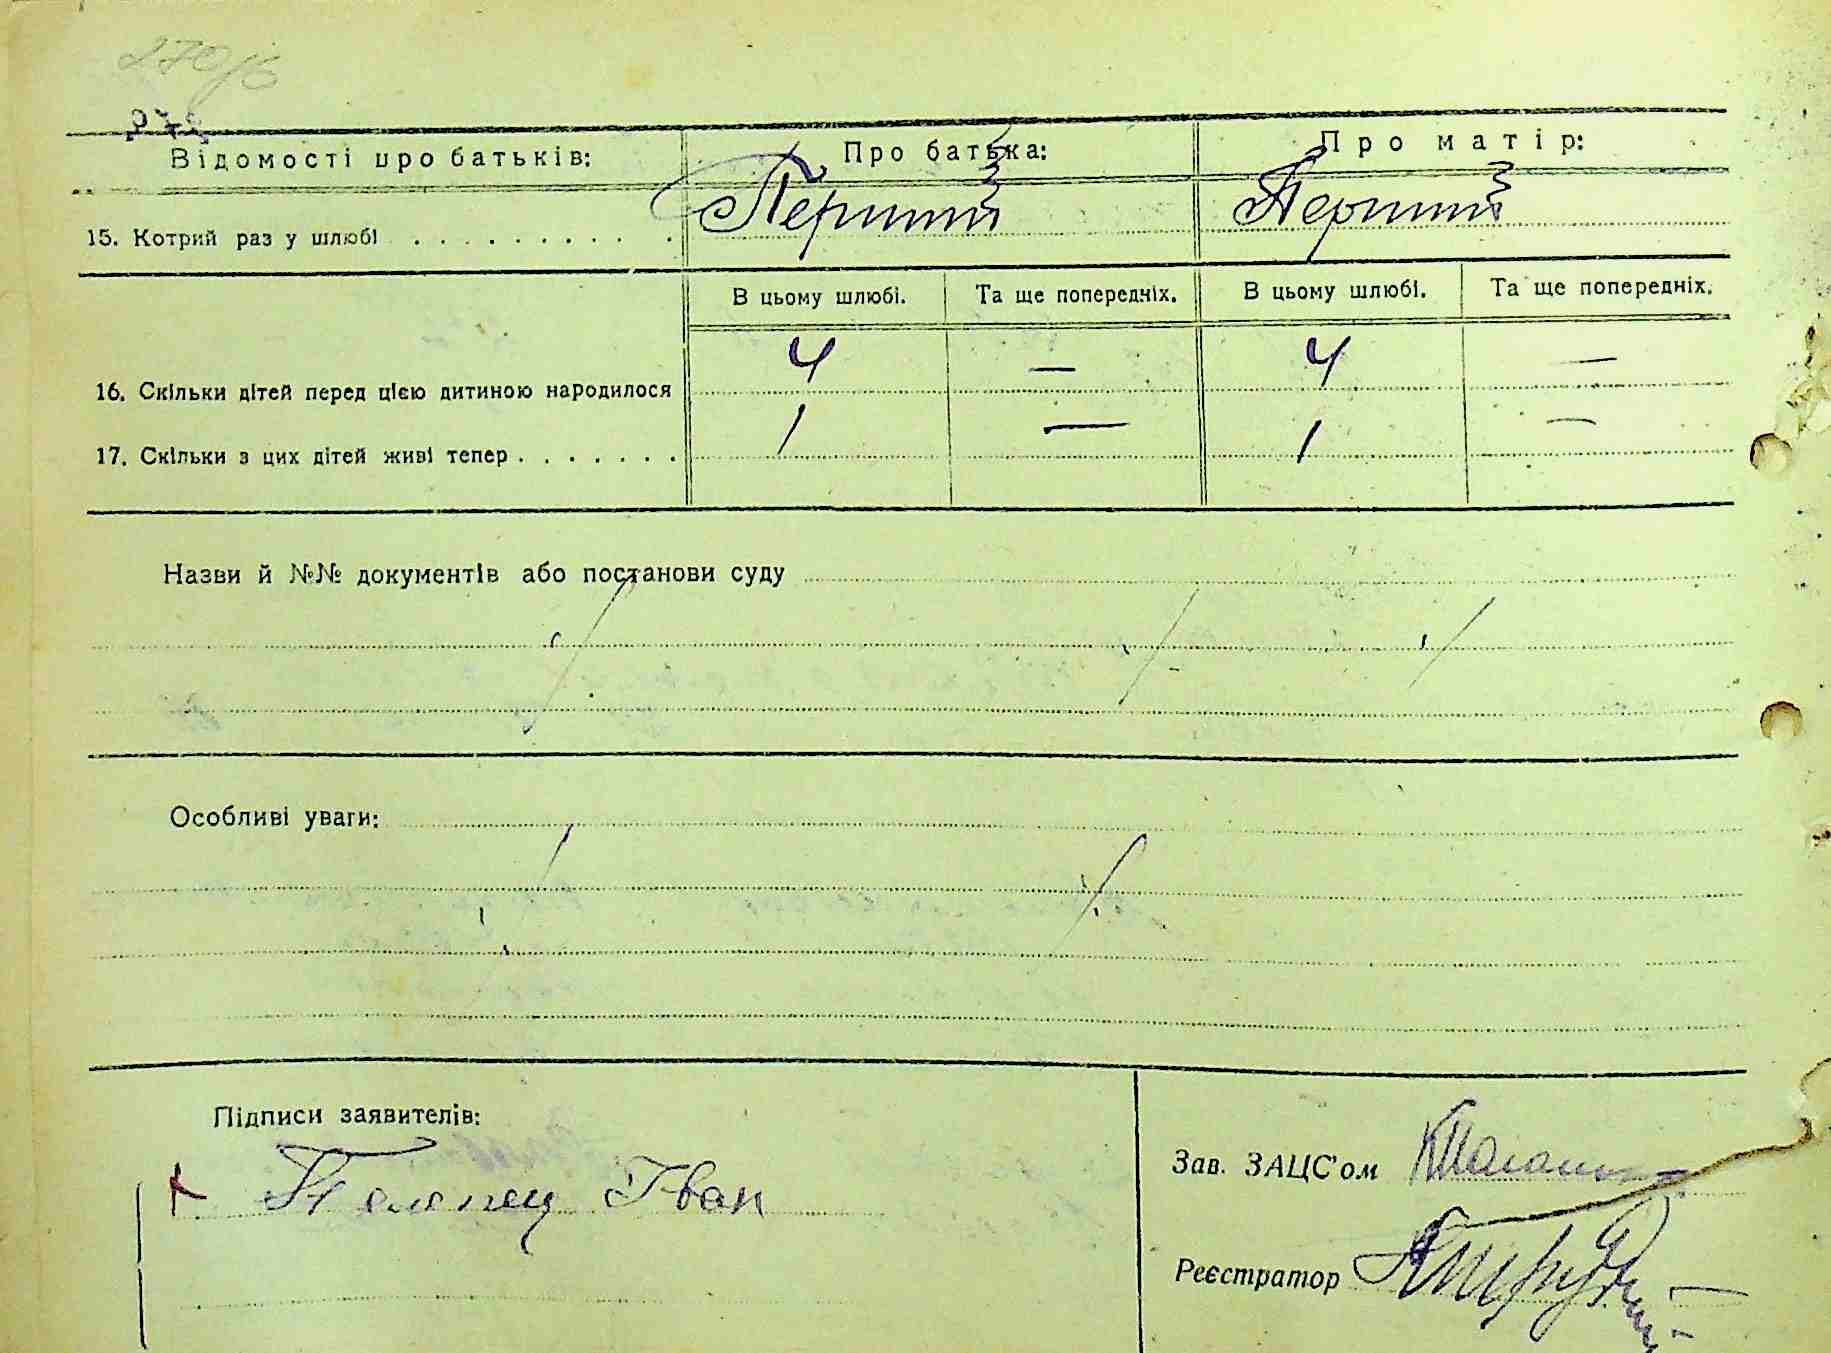 Відомості про батьків: Про батька: Про матір:
15. Котрий раз у шлюбі . . . . . . . . . . Перший Перший
В цьому шлюбі. Та ще попередніх. В цьому шлюбі. Та ще попередніх.
16. Скільки дітей перед цією дитиною народилося 4 — 4 —
17. Скільки з цих дітей живі тепер . . . . . . . 1 — 1 —
Назви й №№ документів або постанови суду
Особливі уваги:
Підписи заявителів:
Іван
Зав. ЗАЦС'ом
Реєстратор